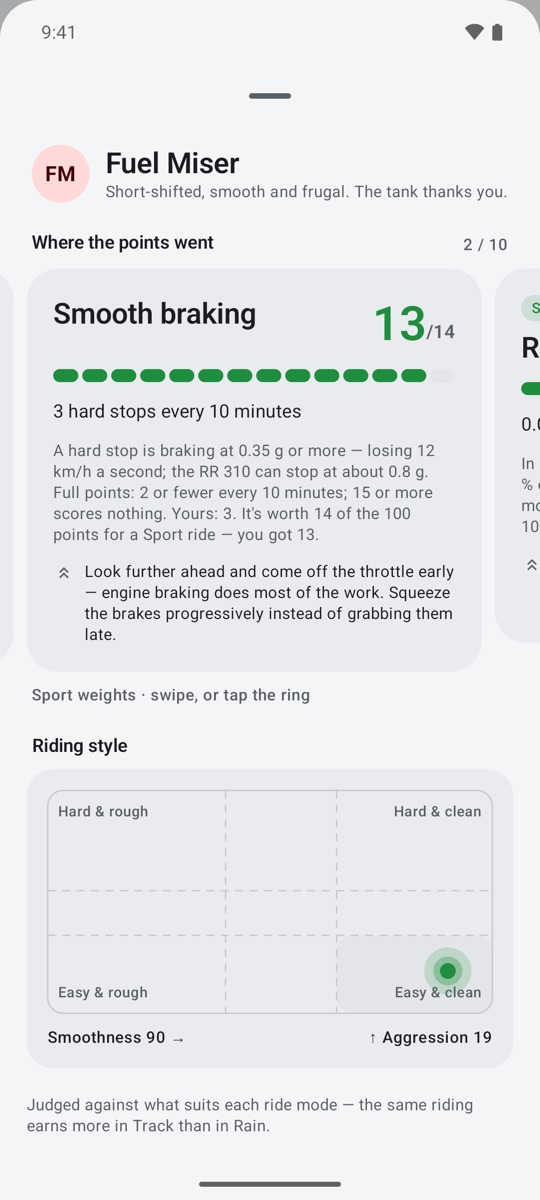 9:41
FM
Fuel Miser
Short-shifted, smooth and frugal. The tank thanks you.
Where the points went
2 / 10
Smooth braking
13/14
3 hard stops every 10 minutes
A hard stop is braking at 0.35 g or more — losing 12
km/h a second; the RR 310 can stop at about 0.8 g.
Full points: 2 or fewer every 10 minutes; 15 or more
scores nothing. Yours: 3. It's worth 14 of the 100
points for a Sport ride — you got 13.
Look further ahead and come off the throttle early
— engine braking does most of the work. Squeeze
the brakes progressively instead of grabbing them
late.
In
%
10
Sport weights · swipe, or tap the ring
Riding style
Hard & rough
Hard & clean
Easy & rough
Easy & clean
Smoothness 90 →
↑ Aggression 19
Judged against what suits each ride mode — the same riding
earns more in Track than in Rain.